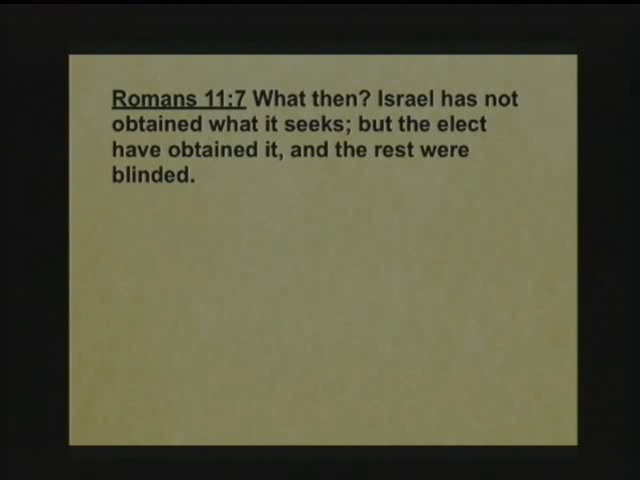 Romans 11:7 What then? Israel has not
obtained what it seeks; but the elect
have obtained it, and the rest were
blinded.